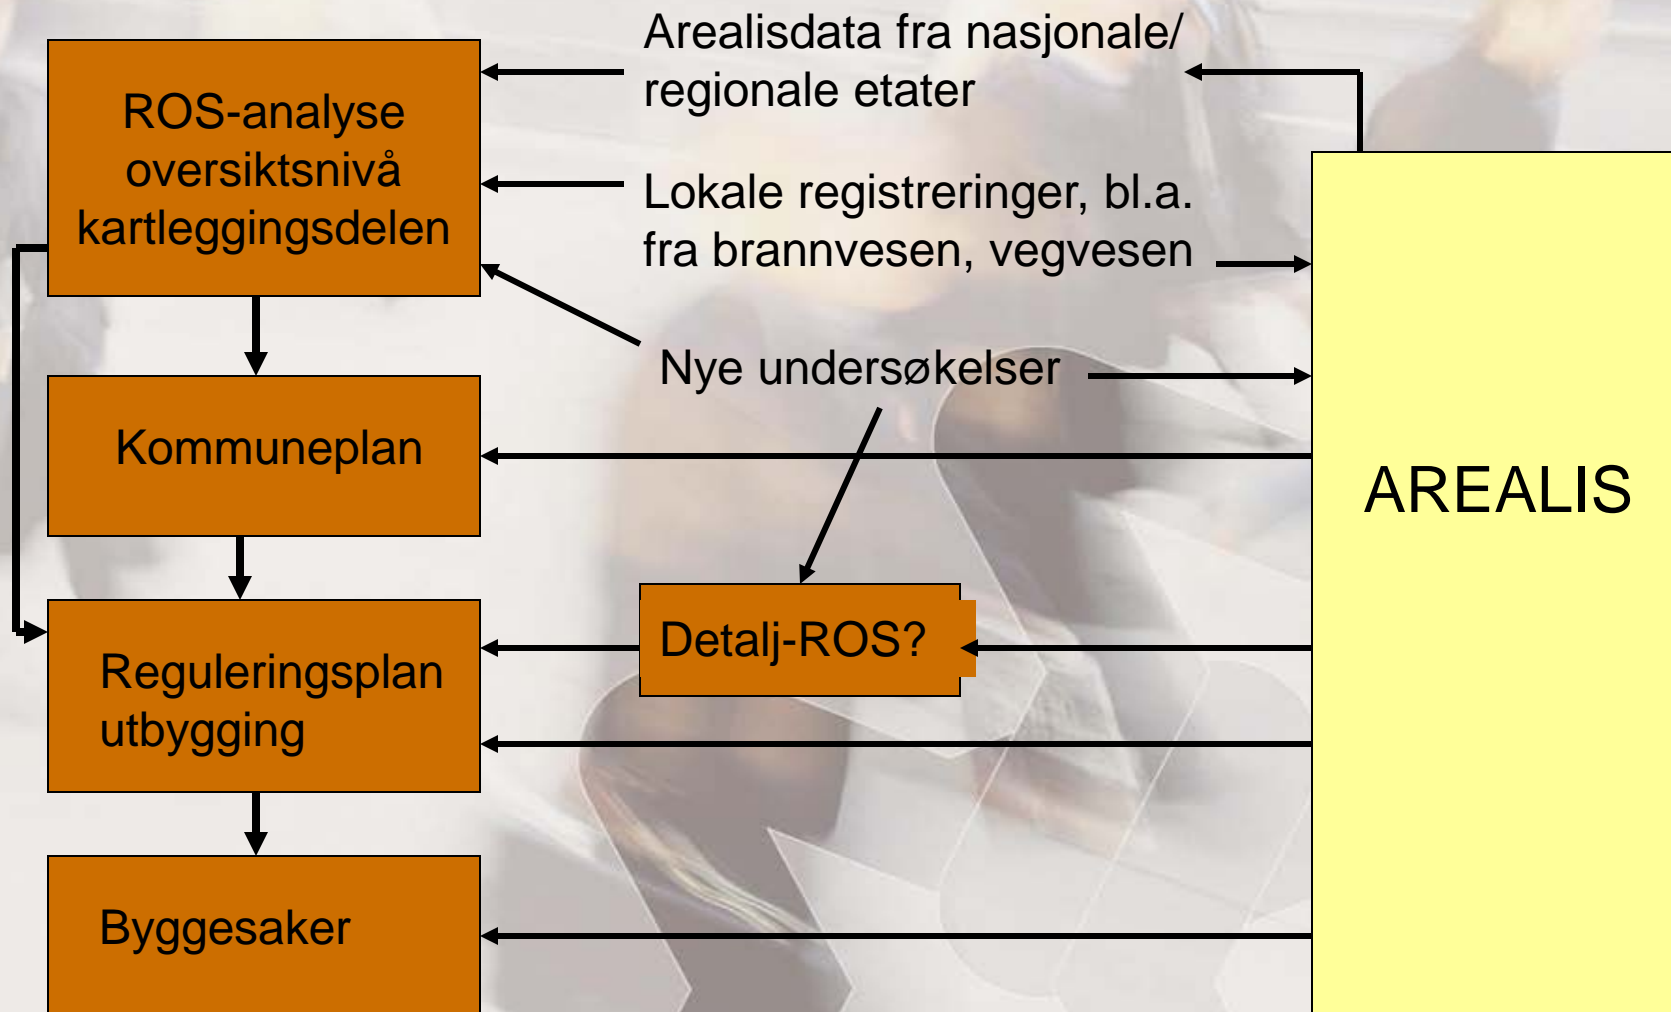 Arealisdata fra nasjonale/
regionale etater
ROS-analyse
oversiktsnivå
kartleggingsdelen
Lokale registreringer, bl.a.
fra brannvesen, vegvesen
Nye undersøkelser
Kommuneplan
AREALIS
Detalj-ROS?
Reguleringsplan
utbygging
Byggesaker